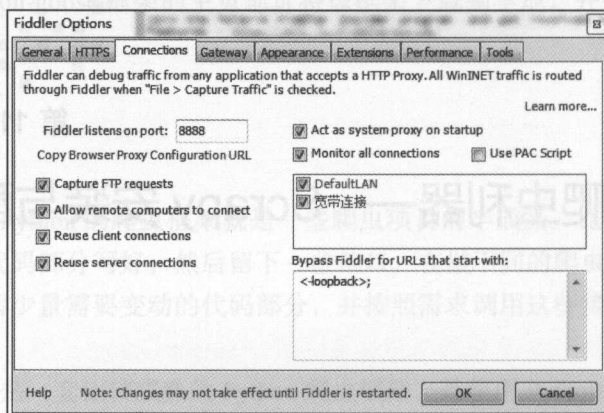 Fiddler Options
General HTTPS Connections Gateway Appearance Extensions Performance Tools
Fiddler can debug traffic from any application that accepts a HTTP Proxy. All WinINET traffic is routed
through Fiddler when "File > Capture Traffic" is checked.
Learn more...
Fiddler listens on port: 8888
Copy Browser Proxy Configuration URL
Capture FTP requests
Allow remote computers to connect
Reuse client connections
Reuse server connections
Act as system proxy on startup
Monitor all connections
Use PAC Script
DefaultLAN
宽带连接
Bypass Fiddler for URLs that start with;
<-loopback>;
Help
Note: Changes may not take effect until Fiddler is restarted.
OK
Cancel